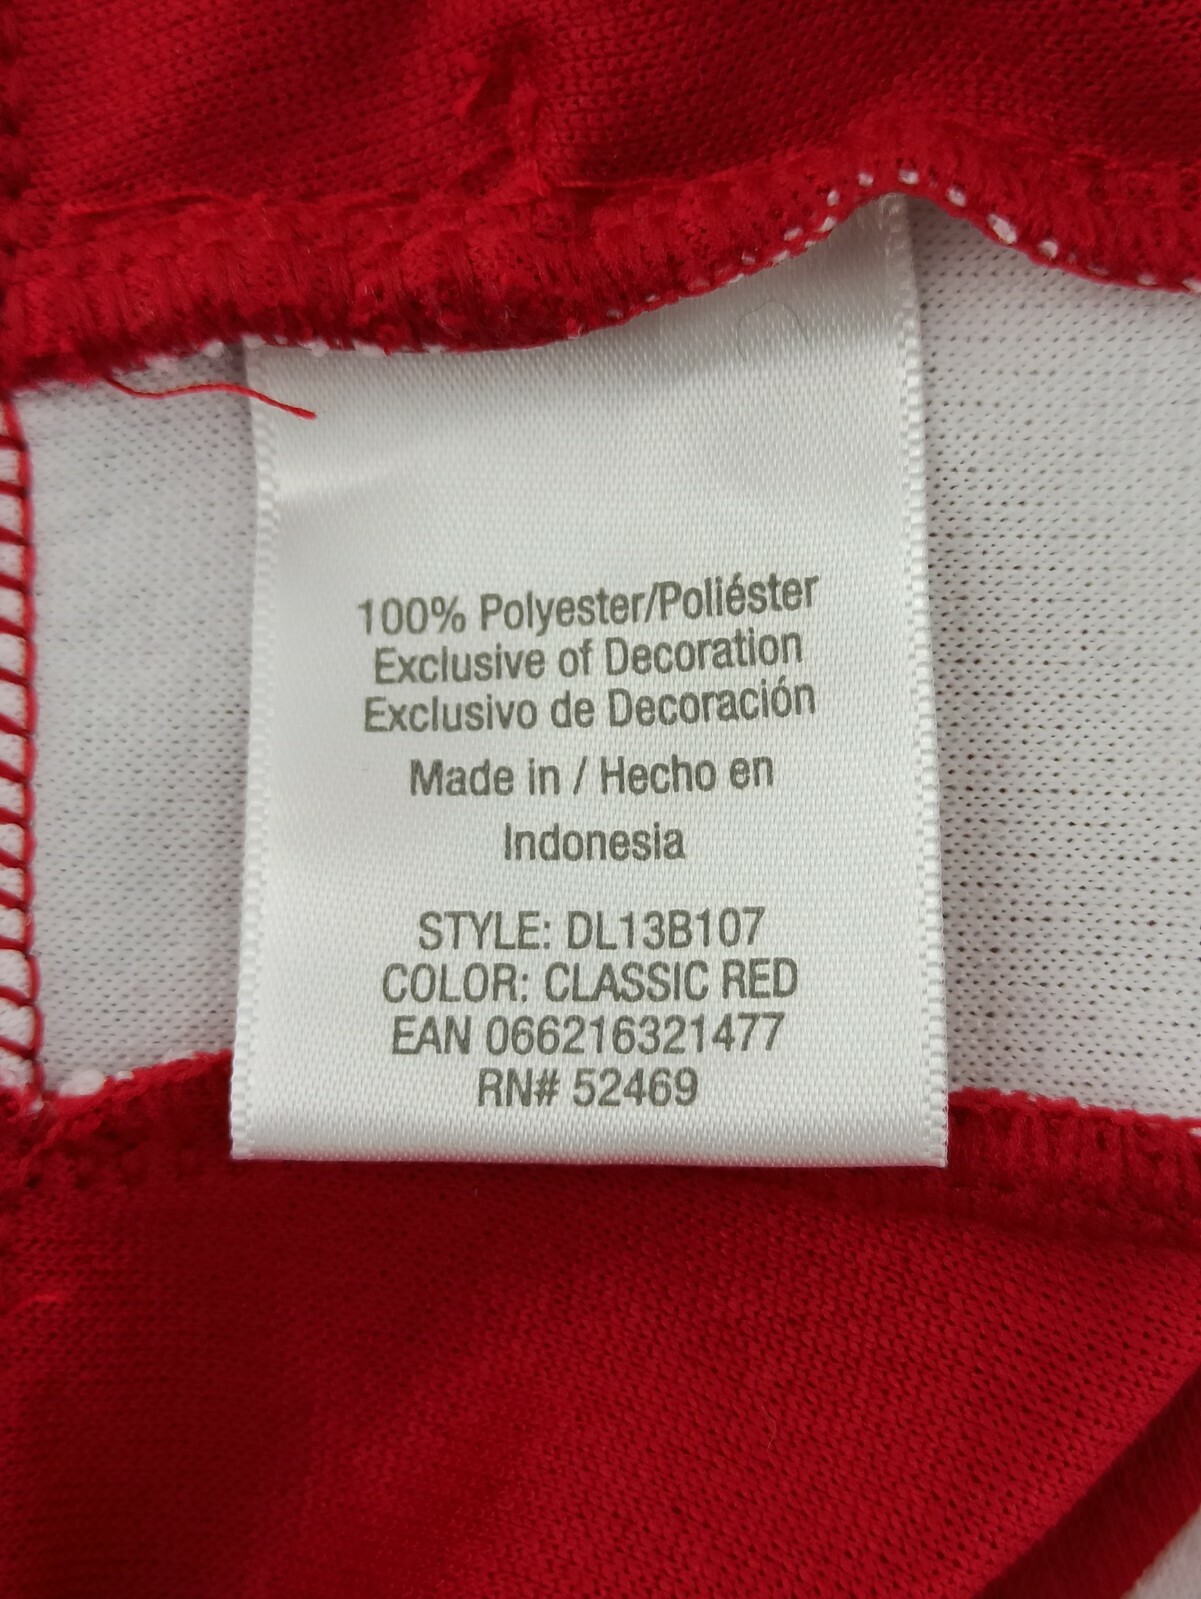 100% Polyester/Poliéster
Exclusive of Decoration
Exclusivo de Decoración
Made in / Hecho en
Indonesia
STYLE: DL13B107
COLOR: CLASSIC RED
EAN 066216321477
RN# 52469